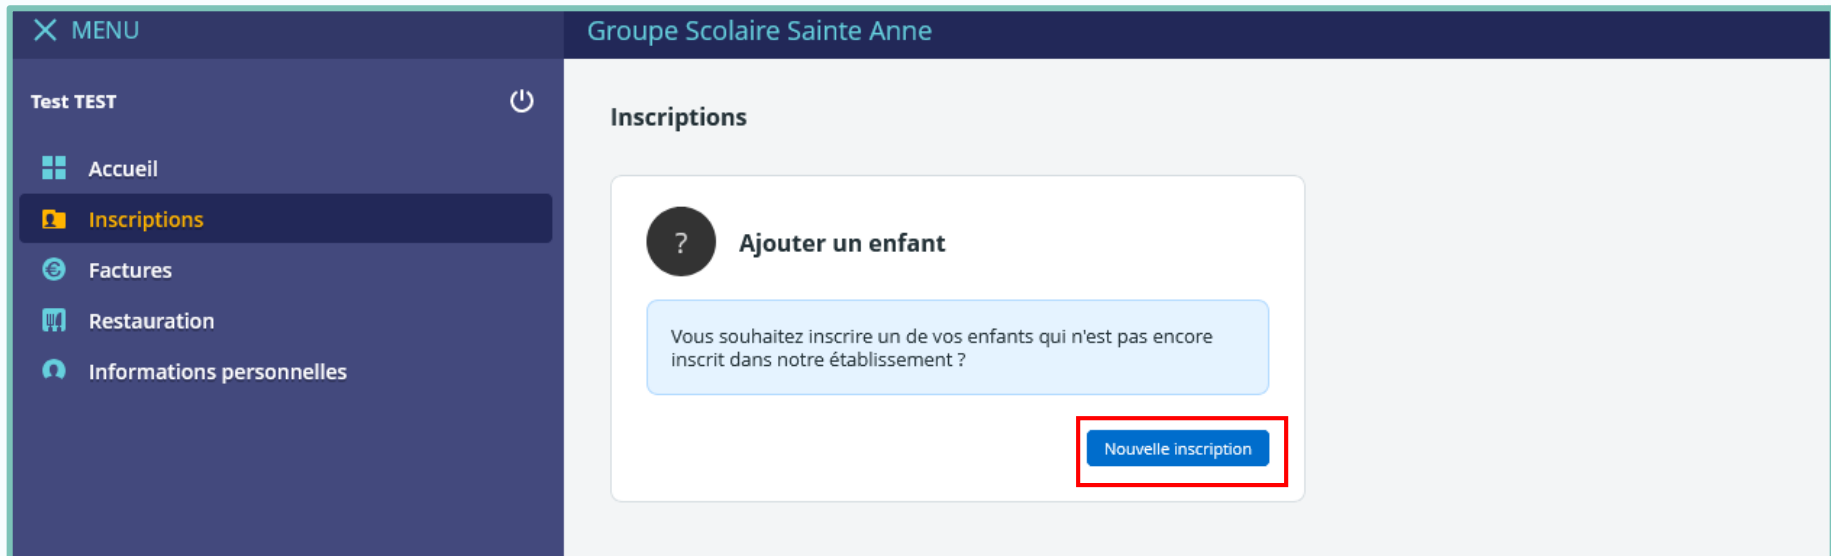 MENU
Groupe Scolaire Sainte Anne
Test TEST
Accueil
Inscriptions
Factures
Restauration
Informations personnelles
Inscriptions
?
Ajouter un enfant
Vous souhaitez inscrire un de vos enfants qui n'est pas encore
inscrit dans notre établissement ?
Nouvelle inscription